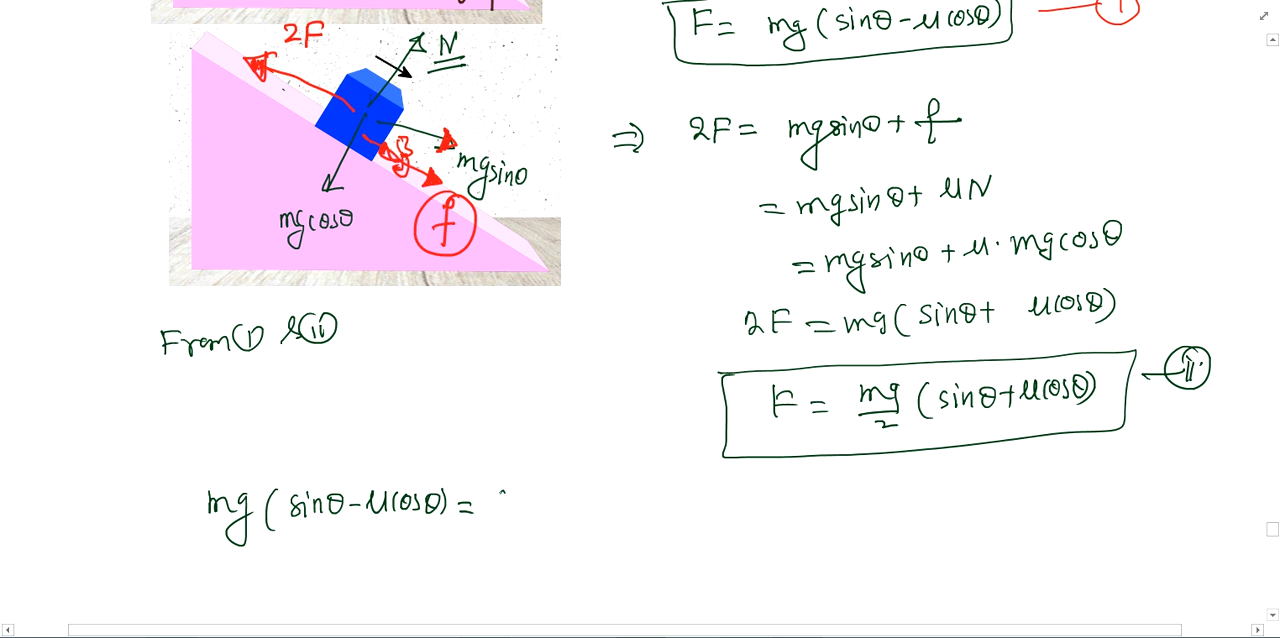 F = mg (sinθ - μcosθ) — ①
2F
N
mgsinθ
mgcosθ
f
⇒ 2F = mgsinθ + f
= mgsinθ + μN
= mgsinθ + μ· mgcosθ
2F = mg ( sinθ + μcosθ)
F = mg/2 (sinθ + μcosθ) — ⅱ
From ① & ⅱ
mg ( sinθ - μcosθ) =